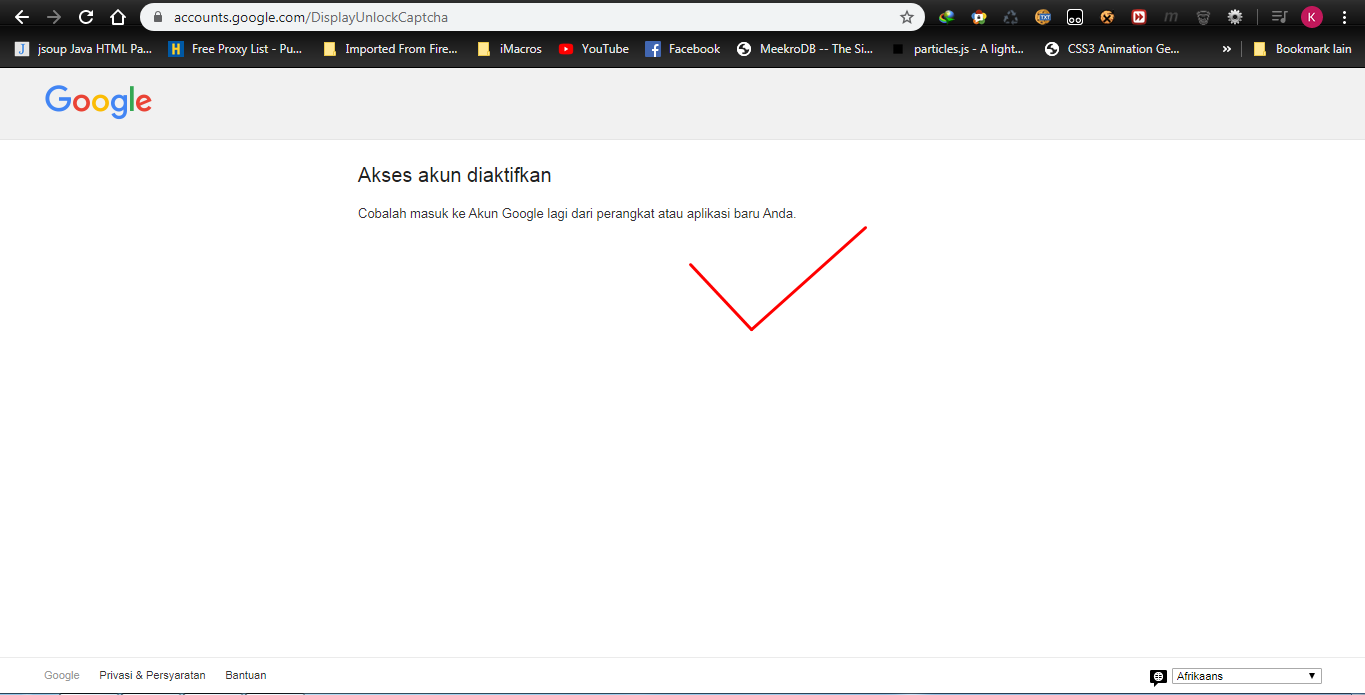 accounts.google.com/DisplayUnlockCaptcha
K
J jsoup Java HTML Pa... H Free Proxy List - Pu... Imported From Fire... iMacros YouTube Facebook MeekroDB -- The Si... particles.js - A light... CSS3 Animation Ge... » Bookmark lain
Google
Akses akun diaktifkan
Cobalah masuk ke Akun Google lagi dari perangkat atau aplikasi baru Anda.
Google Privasi & Persyaratan Bantuan Afrikaans